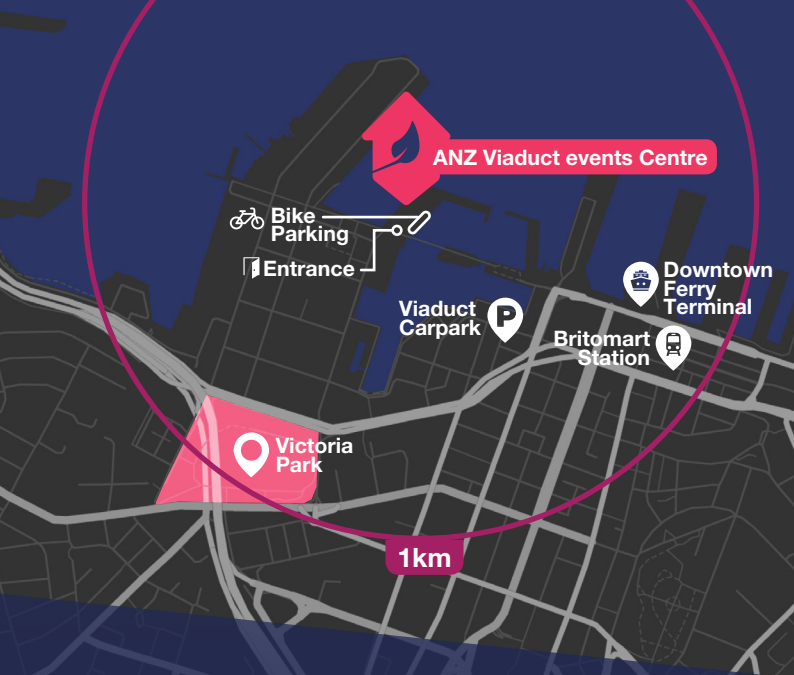 ANZ Viaduct events Centre
Bike
Parking
Entrance
Downtown
Ferry
Terminal
Viaduct
Carpark
P
Britomart
Station
Victoria
Park
1km